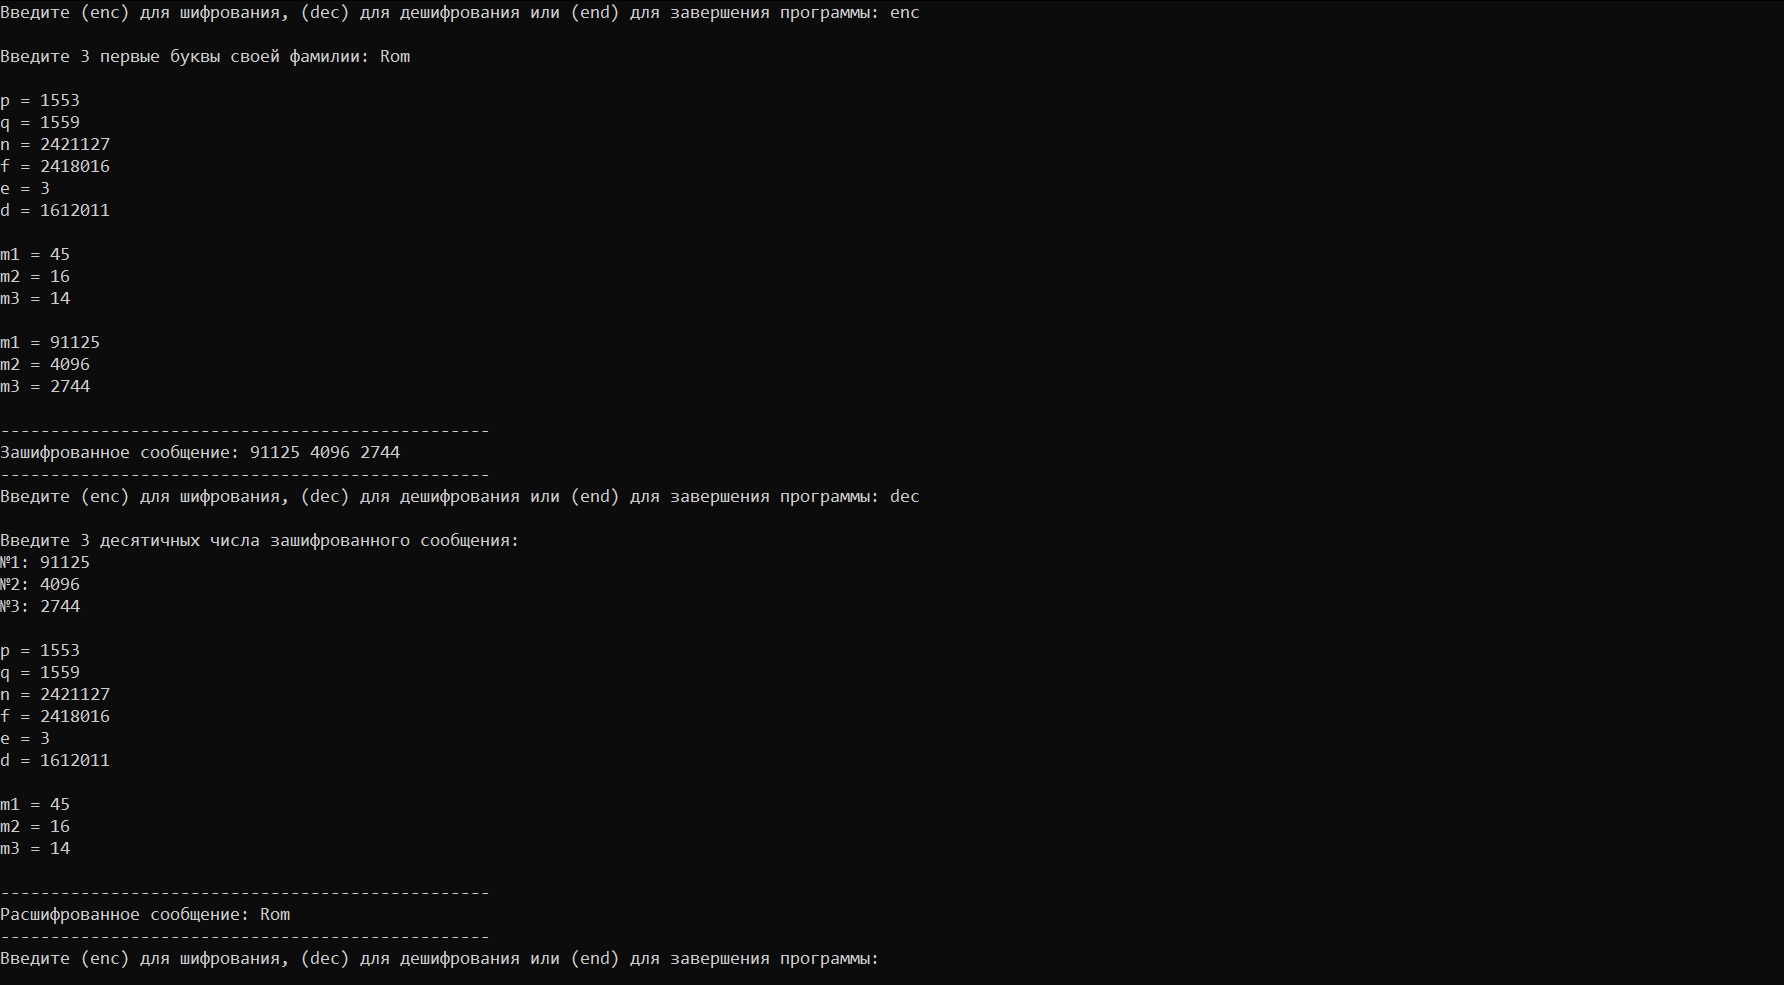 Введите (enc) для шифрования, (dec) для дешифрования или (end) для завершения программы: enc
Введите 3 первые буквы своей фамилии: Rom
p = 1553
q = 1559
n = 2421127
f = 2418016
e = 3
d = 1612011
m1 = 45
m2 = 16
m3 = 14
m1 = 91125
m2 = 4096
m3 = 2744
-------------------------------------------------
Зашифрованное сообщение: 91125 4096 2744
-------------------------------------------------
Введите (enc) для шифрования, (dec) для дешифрования или (end) для завершения программы: dec
Введите 3 десятичных числа зашифрованного сообщения:
№1: 91125
№2: 4096
№3: 2744
p = 1553
q = 1559
n = 2421127
f = 2418016
e = 3
d = 1612011
m1 = 45
m2 = 16
m3 = 14
-------------------------------------------------
Расшифрованное сообщение: Rom
-------------------------------------------------
Введите (enc) для шифрования, (dec) для дешифрования или (end) для завершения программы: